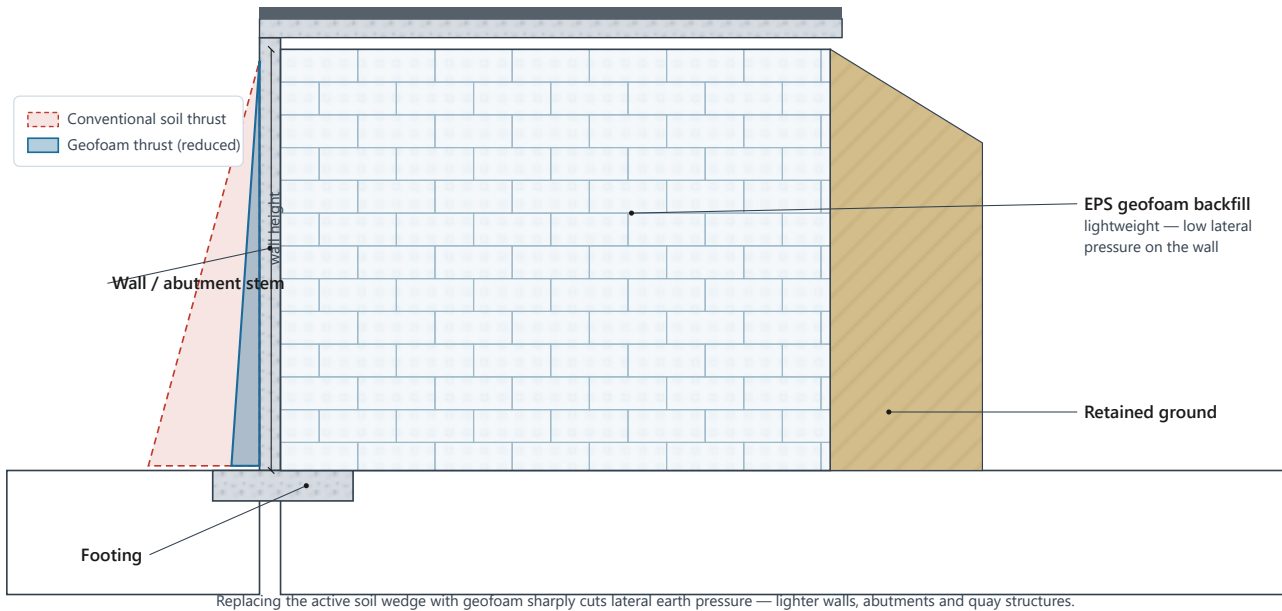 Conventional soil thrust
Geofoam thrust (reduced)
wall height
EPS geofoam backfill
lightweight — low lateral
pressure on the wall
Wall / abutment stem
Retained ground
Footing
Replacing the active soil wedge with geofoam sharply cuts lateral earth pressure — lighter walls, abutments and quay structures.